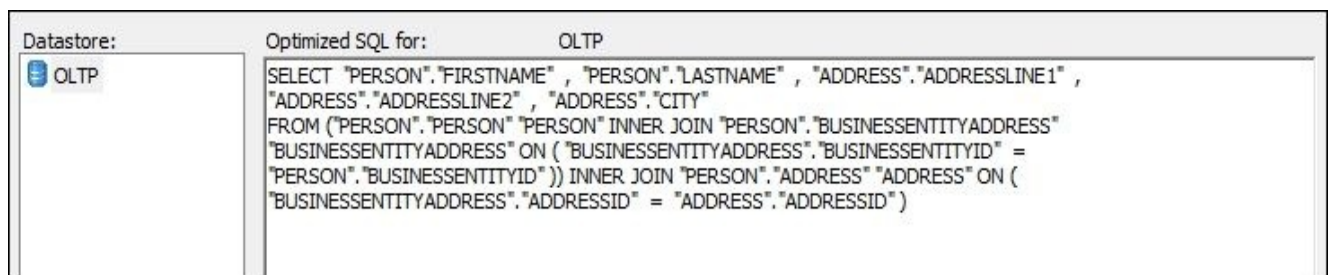 Datastore:
OLTP
Optimized SQL for: OLTP
SELECT "PERSON"."FIRSTNAME" , "PERSON"."LASTNAME" , "ADDRESS"."ADDRESSLINE1" ,
"ADDRESS"."ADDRESSLINE2" , "ADDRESS"."CITY"
FROM ("PERSON"."PERSON" "PERSON" INNER JOIN "PERSON"."BUSINESSENTITYADDRESS"
"BUSINESSENTITYADDRESS" ON ( "BUSINESSENTITYADDRESS"."BUSINESSENTITYID" =
"PERSON"."BUSINESSENTITYID" )) INNER JOIN "PERSON"."ADDRESS" "ADDRESS" ON (
"BUSINESSENTITYADDRESS"."ADDRESSID" = "ADDRESS"."ADDRESSID" )